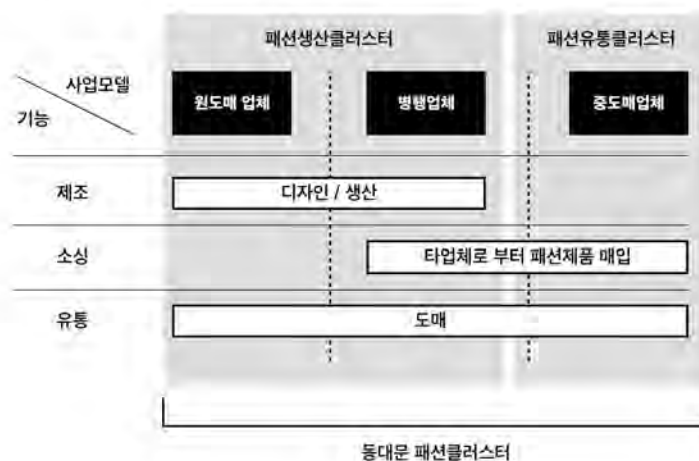 패션생산클러스터
패션유통클러스터
사업모델
기능
원도매 업체
병행업체
중도매업체
제조
디자인 / 생산
소싱
타업체로 부터 패션제품 매입
유통
도매
동대문 패션클러스터